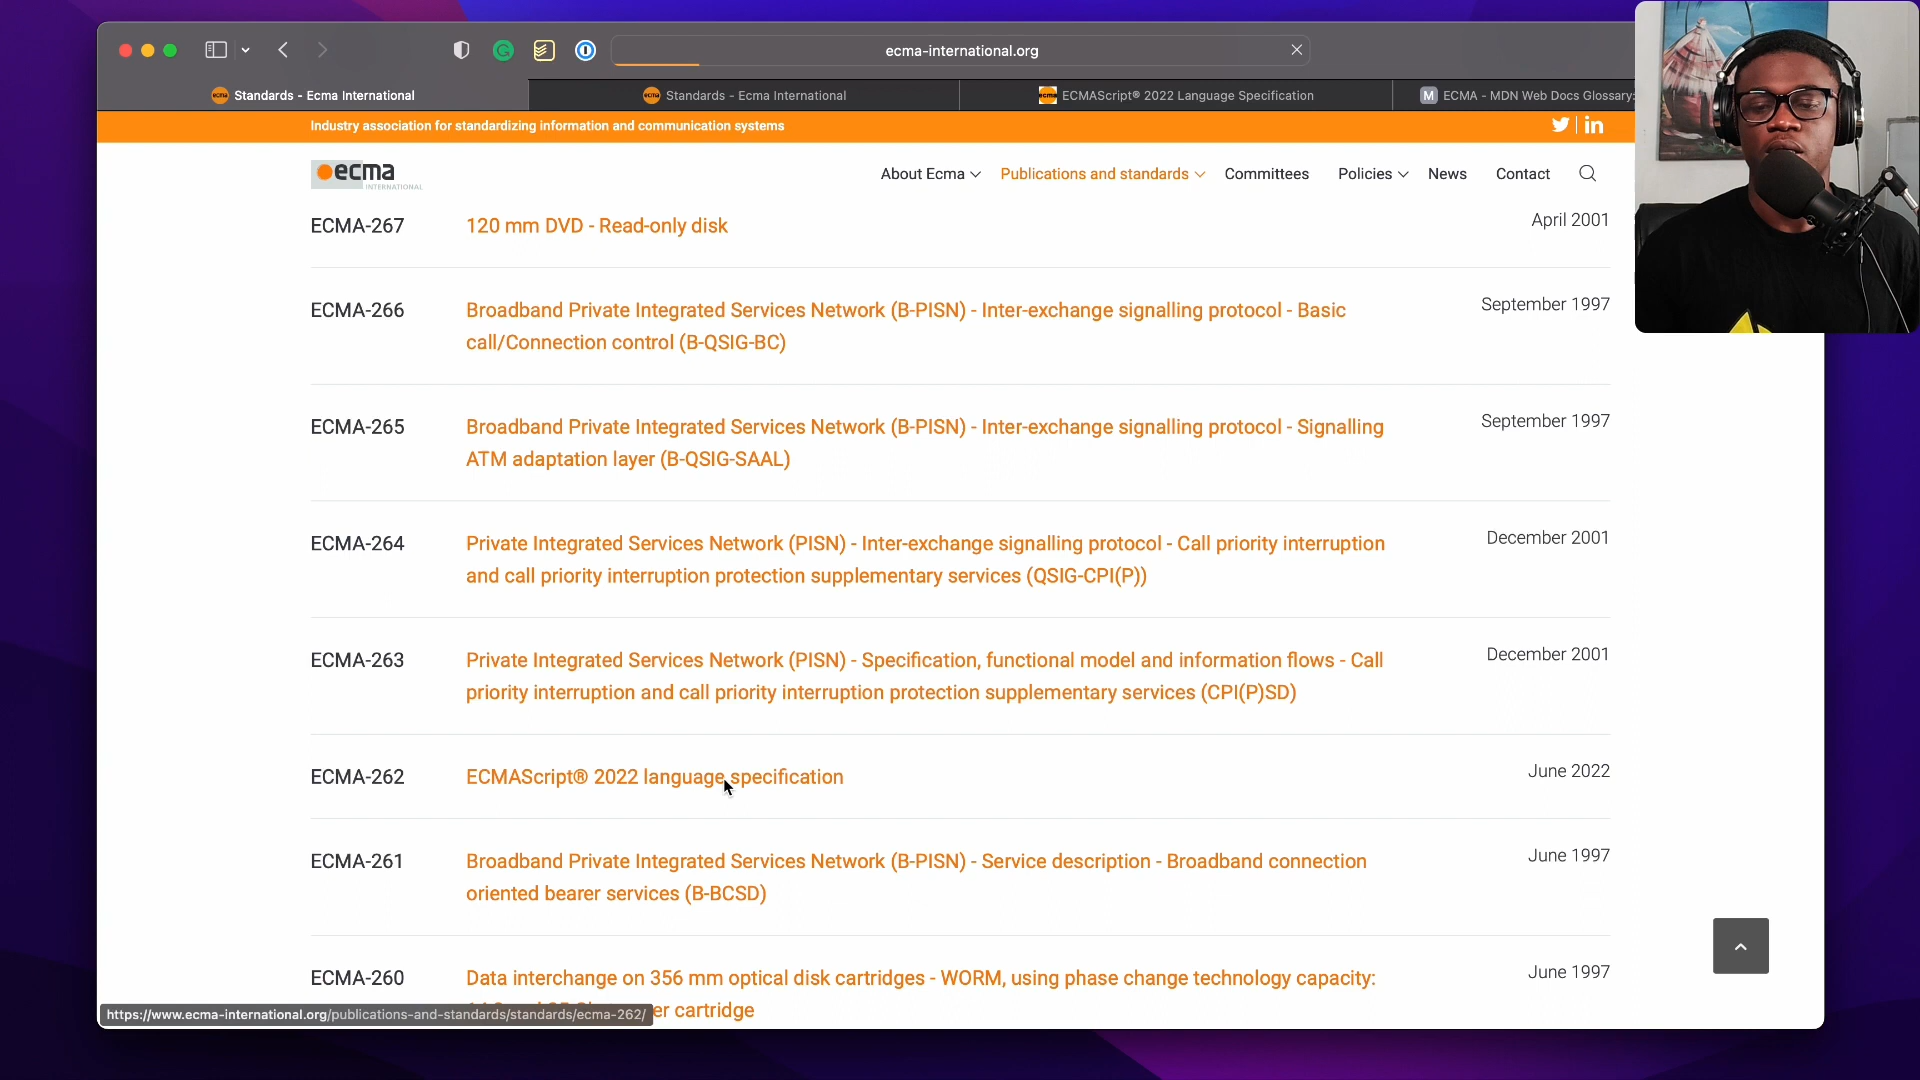 ecma-international.org
Standards - Ecma International
Standards - Ecma International
ECMAScript® 2022 Language Specification
M ECMA - MDN Web Docs Glossary:
Industry association for standardizing information and communication systems
ecma
INTERNATIONAL
About Ecma
Publications and standards
Committees
Policies
News
Contact
ECMA-267 120 mm DVD - Read-only disk April 2001
ECMA-266 Broadband Private Integrated Services Network (B-PISN) - Inter-exchange signalling protocol - Basic September 1997
call/Connection control (B-QSIG-BC)
ECMA-265 Broadband Private Integrated Services Network (B-PISN) - Inter-exchange signalling protocol - Signalling September 1997
ATM adaptation layer (B-QSIG-SAAL)
ECMA-264 Private Integrated Services Network (PISN) - Inter-exchange signalling protocol - Call priority interruption December 2001
and call priority interruption protection supplementary services (QSIG-CPI(P))
ECMA-263 Private Integrated Services Network (PISN) - Specification, functional model and information flows - Call December 2001
priority interruption and call priority interruption protection supplementary services (CPI(P)SD)
ECMA-262 ECMAScript® 2022 language specification June 2022
ECMA-261 Broadband Private Integrated Services Network (B-PISN) - Service description - Broadband connection June 1997
oriented bearer services (B-BCSD)
ECMA-260 Data interchange on 356 mm optical disk cartridges - WORM, using phase change technology capacity: June 1997
er cartridge
https://www.ecma-international.org/publications-and-standards/standards/ecma-262/